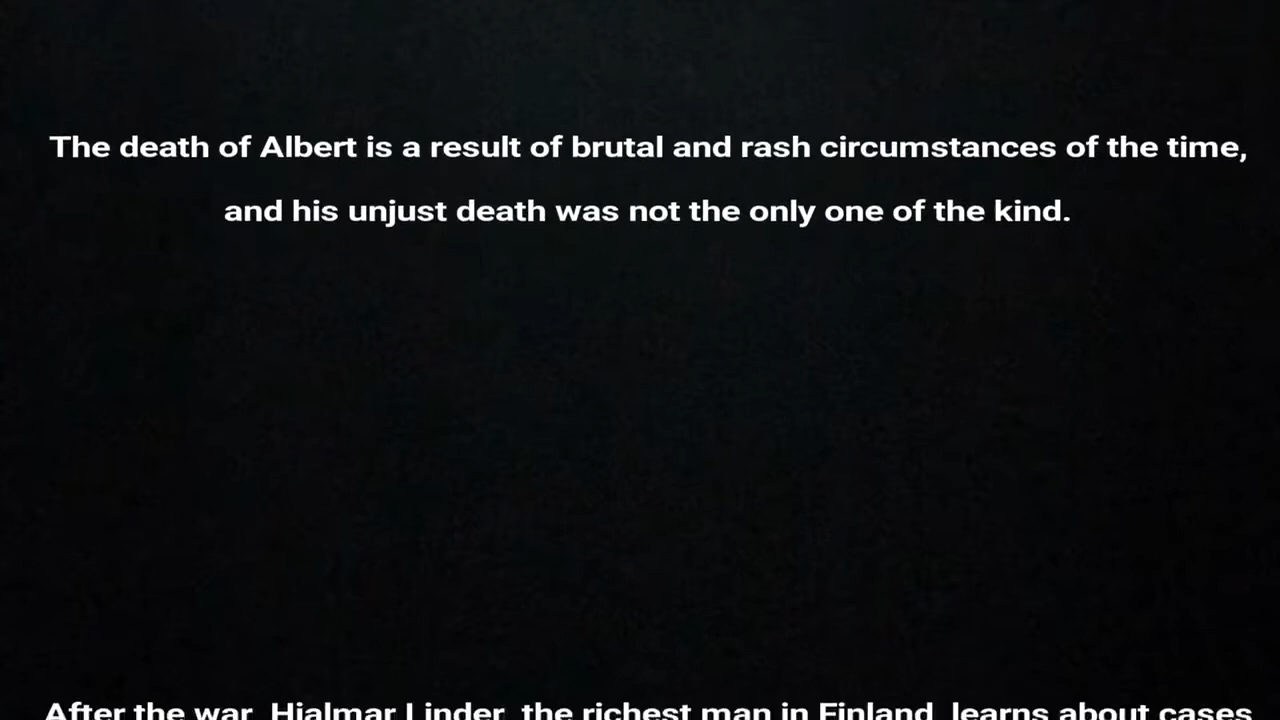 The death of Albert is a result of brutal and rash circumstances of the time,
and his unjust death was not the only one of the kind.
After the war, Hjalmar Linder, the richest man in Finland, learns about cases